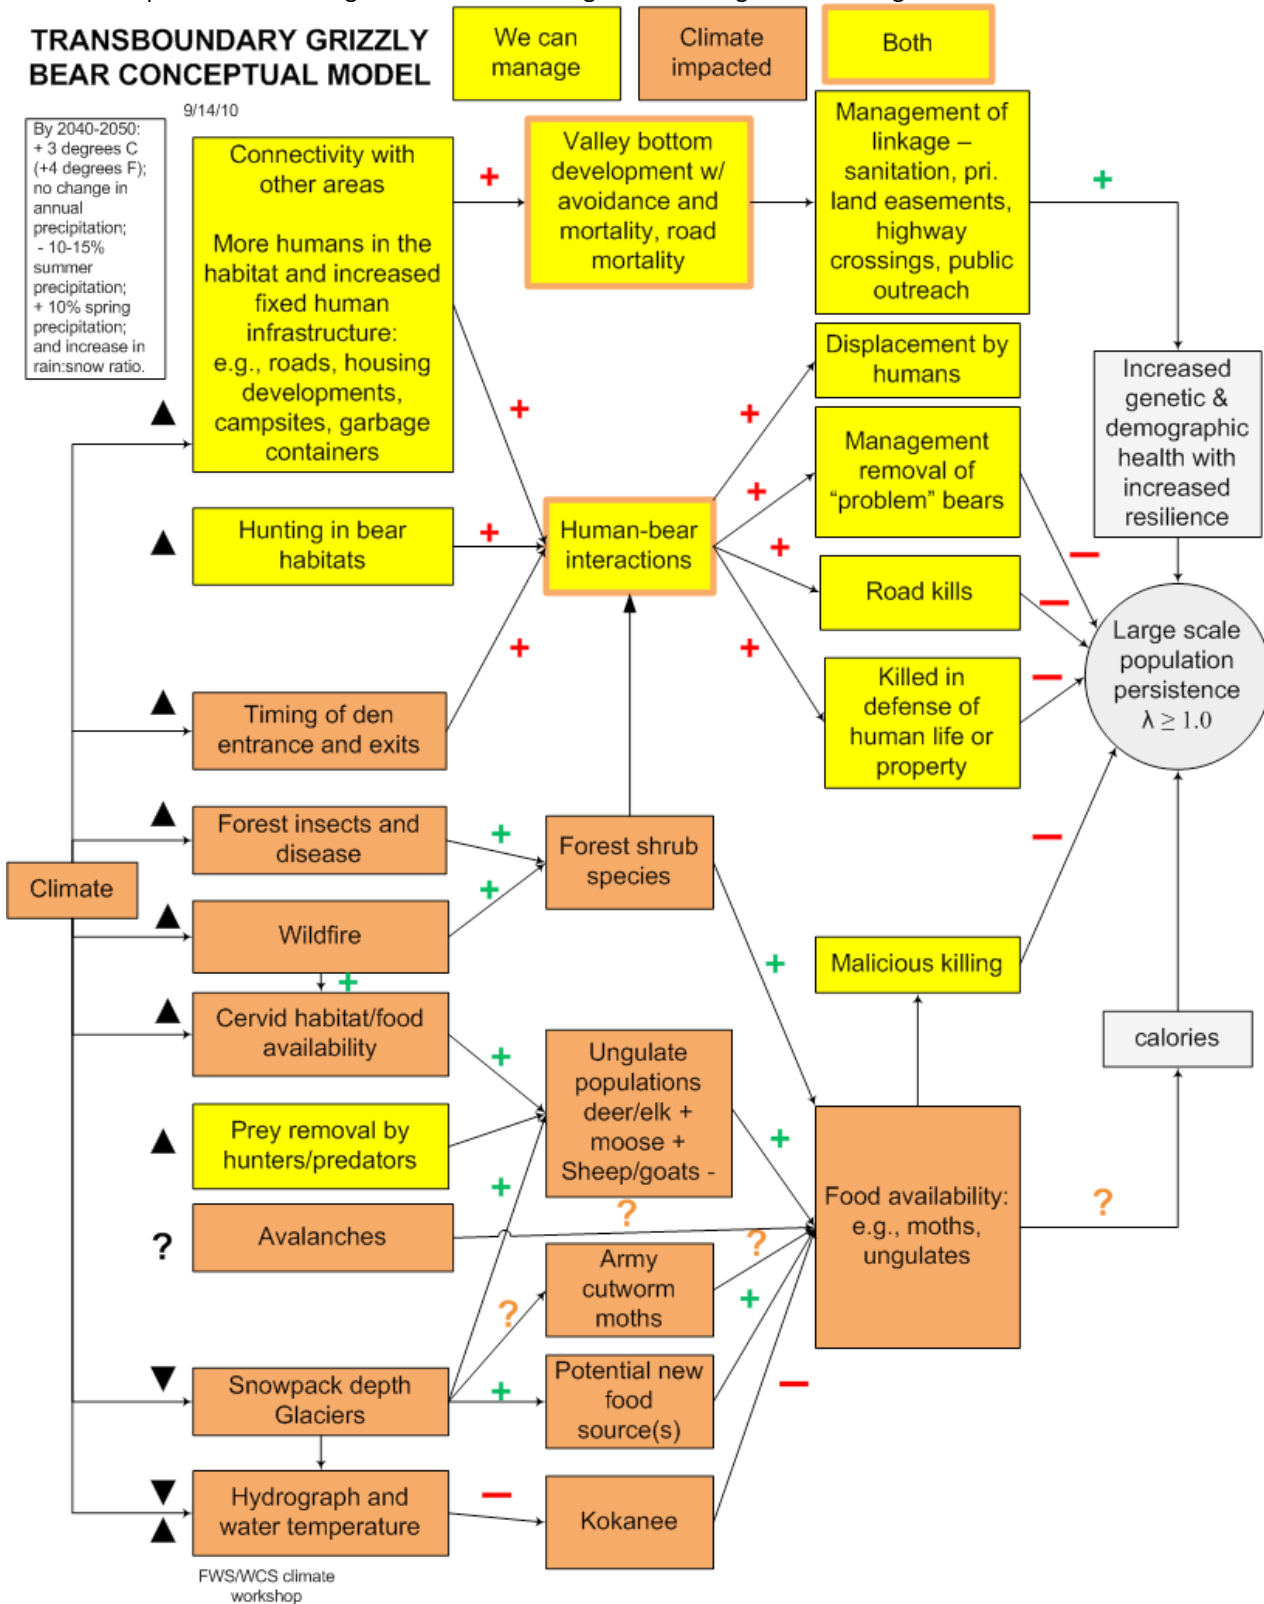 TRANSBOUNDARY GRIZZLY
BEAR CONCEPTUAL MODEL
9/14/10
We can
manage
Climate
impacted
Both
By 2040-2050:
+ 3 degrees C
(+4 degrees F);
no change in
annual
precipitation;
- 10-15%
summer
precipitation;
+ 10% spring
precipitation;
and increase in
rain:snow ratio.
Connectivity with
other areas
More humans in the
habitat and increased
fixed human
infrastructure:
e.g., roads, housing
developments,
campsites, garbage
containers
+
Valley bottom
development w/
avoidance and
mortality, road
mortality
Management of
linkage –
sanitation, pri.
land easements,
highway
crossings, public
outreach
+
Displacement by
humans
Increased
genetic &
demographic
health with
increased
resilience
+
+
Management
removal of
“problem” bears
+
Hunting in bear
habitats
+
Human-bear
interactions
+
—
Road kills
—
Large scale
population
persistence
λ ≥ 1.0
+
+
Killed in
defense of
human life or
property
—
Timing of den
entrance and exits
Forest insects and
disease
+
Forest shrub
species
—
Climate
+
Wildfire
+
+
Malicious killing
Cervid habitat/food
availability
+
Ungulate
populations
deer/elk +
moose +
Sheep/goats -
+
calories
Prey removal by
hunters/predators
+
Food availability:
e.g., moths,
ungulates
?
?
Avalanches
?
Army
cutworm
moths
?
+
?
Snowpack depth
Glaciers
+
Potential new
food
source(s)
—
Hydrograph and
water temperature
—
Kokanee
FWS/WCS climate
workshop